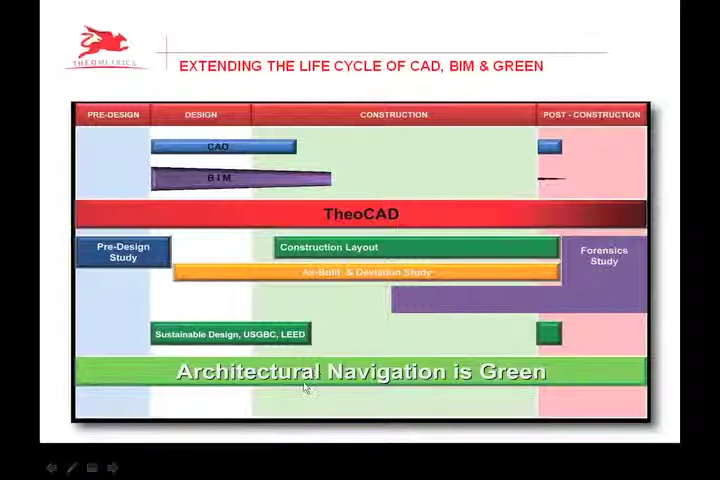 THEOMETRICS
EXTENDING THE LIFE CYCLE OF CAD, BIM & GREEN
PRE-DESIGN DESIGN CONSTRUCTION POST - CONSTRUCTION
CAD
BIM
TheoCAD
Pre-Design
Study
Construction Layout
Forensics
Study
As-Built & Deviation Study
Sustainable Design, USGBC, LEED
Architectural Navigation is Green